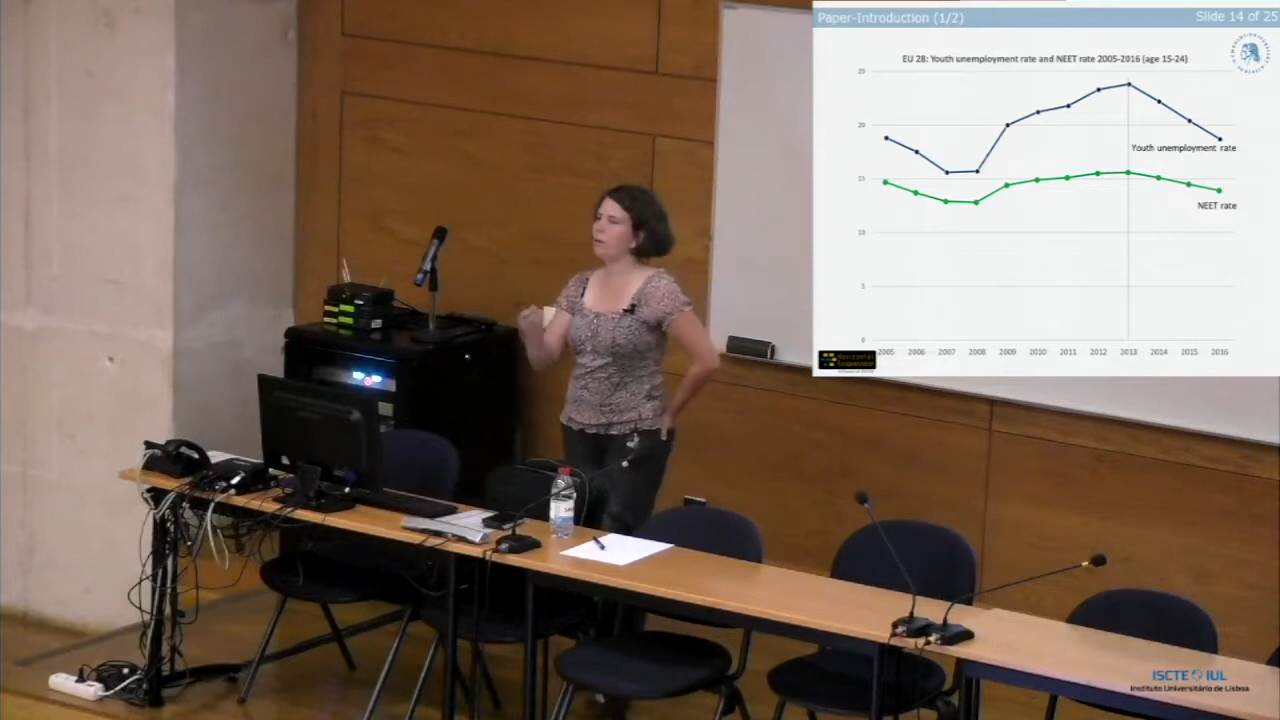 Paper-Introduction (1/2)
Slide 14 of 25
EU 28: Youth unemployment rate and NEET rate 2005-2016 (age 15-24)
25
20
15
10
5
0
Youth unemployment rate
NEET rate
2005 2006 2007 2008 2009 2010 2011 2012 2013 2014 2015 2016
ISCTE IUL
Instituto Universitário de Lisboa